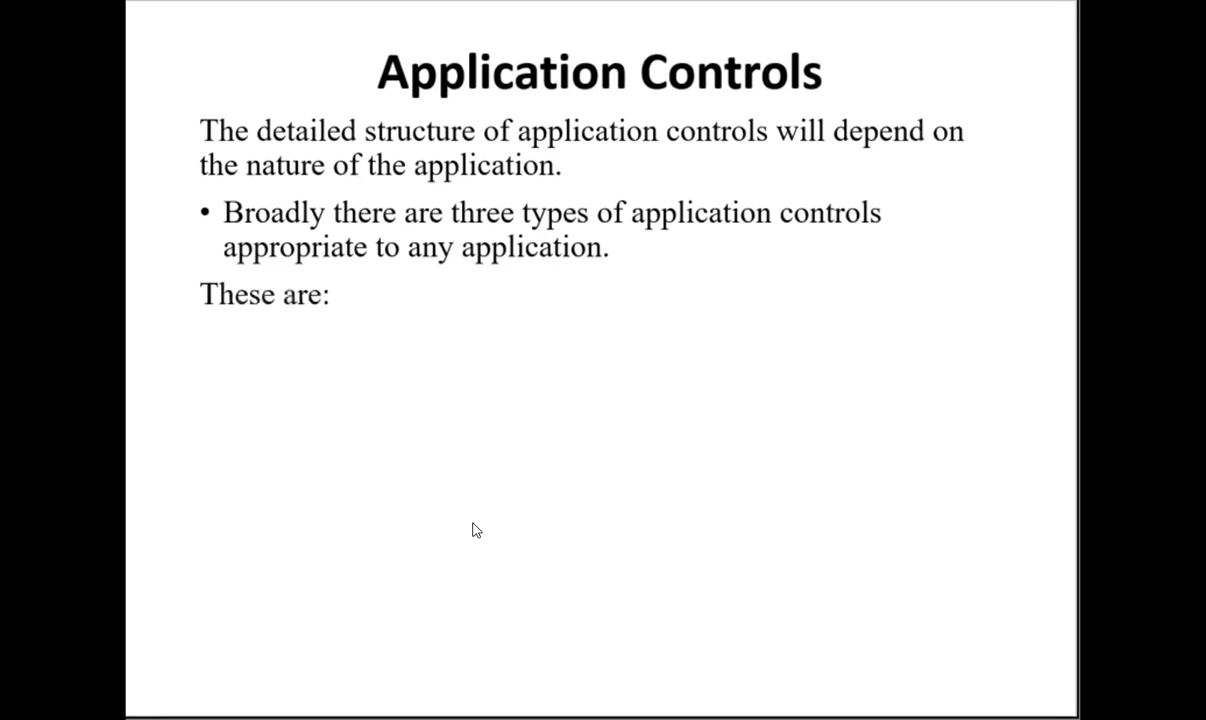 Application Controls
The detailed structure of application controls will depend on
the nature of the application.
• Broadly there are three types of application controls
appropriate to any application.
These are: